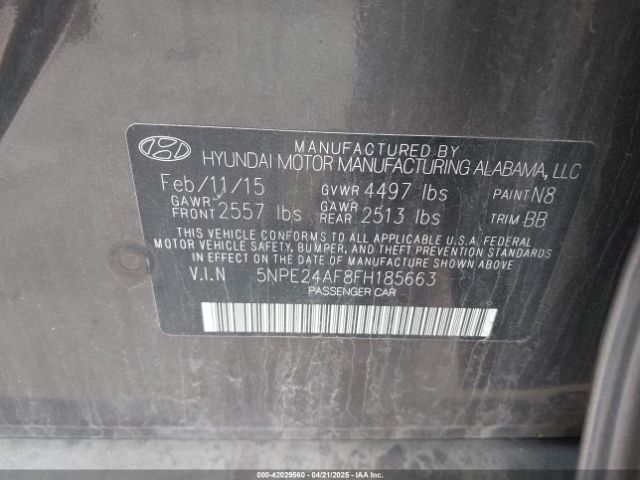 MANUFACTURED BY
HYUNDAI MOTOR MANUFACTURING ALABAMA, LLC
Feb/11/15 GVWR 4497 lbs PAINT N8
GAWR FRONT 2557 lbs GAWR REAR 2513 lbs TRIM BB
THIS VEHICLE CONFORMS TO ALL APPLICABLE U.S.A. FEDERAL
MOTOR VEHICLE SAFETY, BUMPER, AND THEFT PREVENTION STANDARDS
IN EFFECT ON THE DATE OF MANUFACTURE SHOWN ABOVE.
V.I.N 5NPE24AF8FH185663
PASSENGER CAR
000-42029560 - 04/21/2025 - IAAI.COM